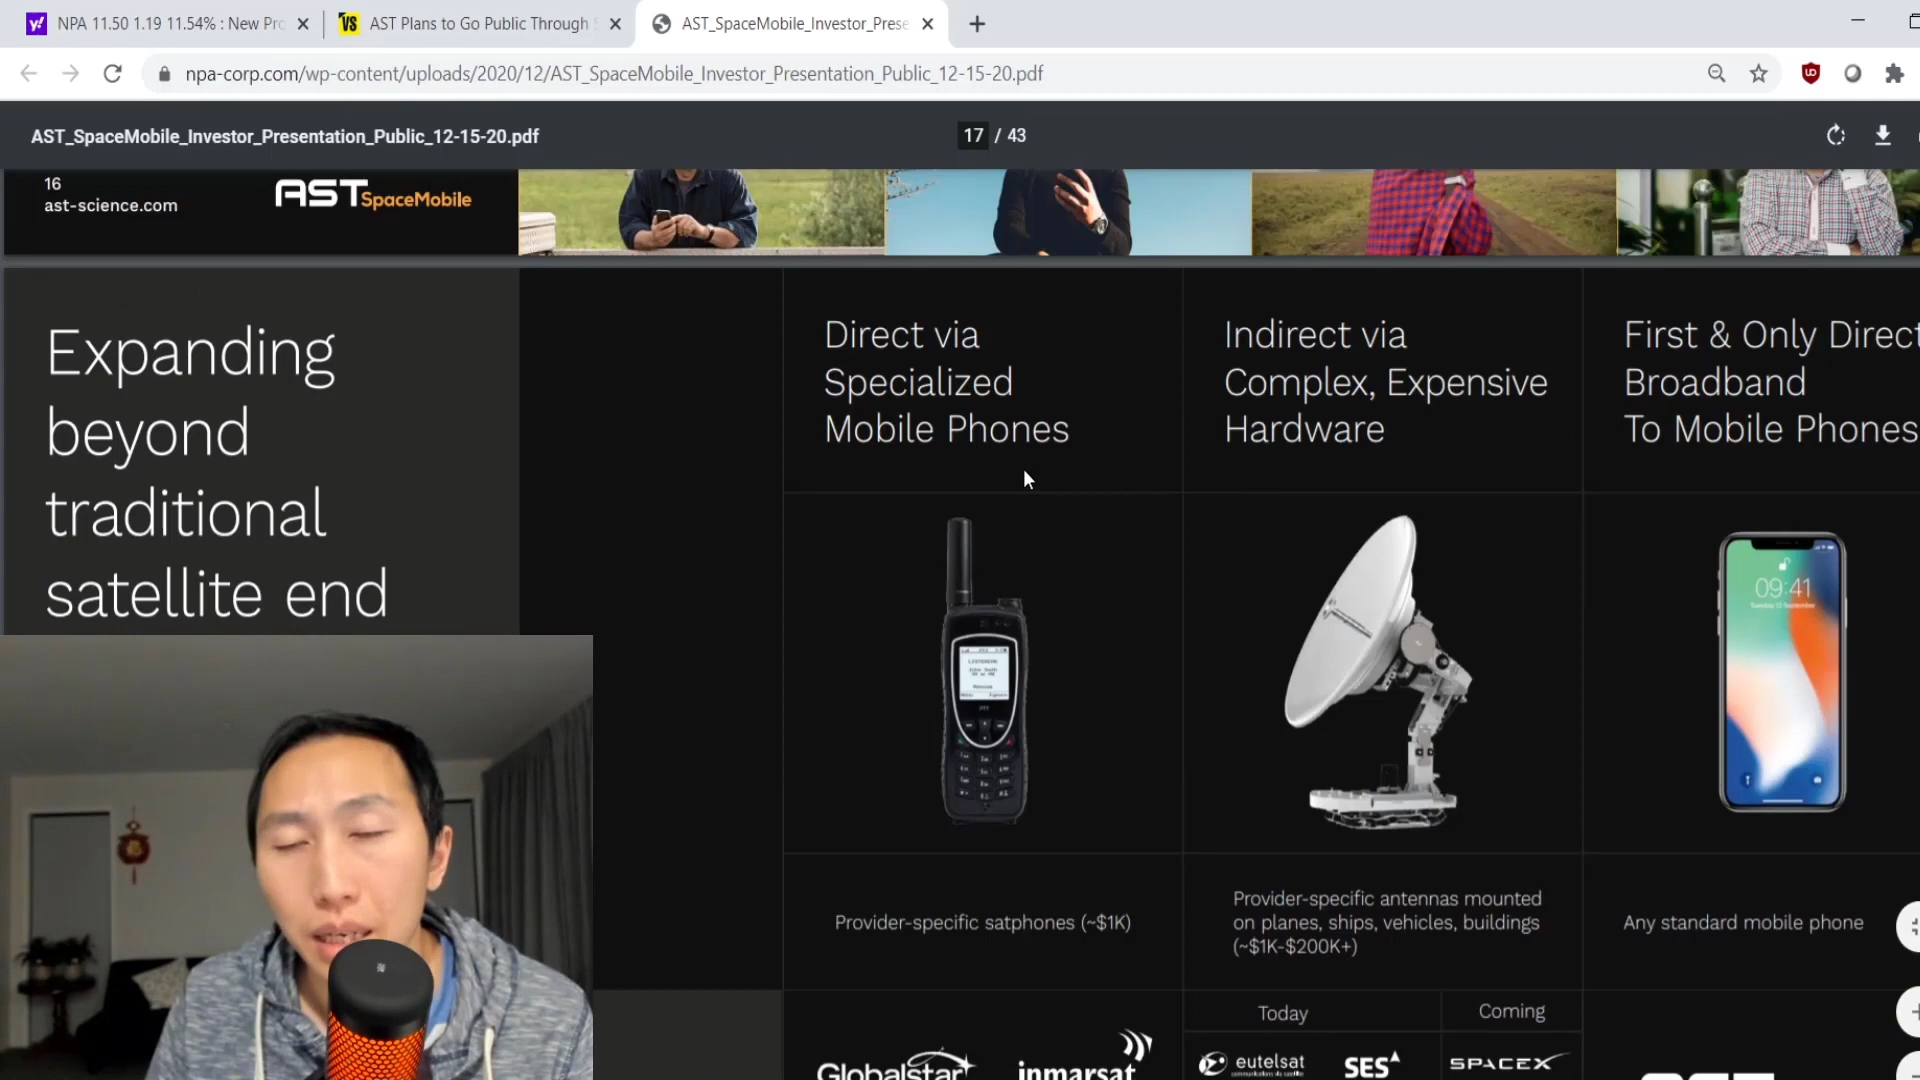 NPA 11.50 1.19 11.54% : New Pro
AST Plans to Go Public Through
AST_SpaceMobile_Investor_Prese
npa-corp.com/wp-content/uploads/2020/12/AST_SpaceMobile_Investor_Presentation_Public_12-15-20.pdf
AST_SpaceMobile_Investor_Presentation_Public_12-15-20.pdf
17 / 43
16
ast-science.com
AST SpaceMobile
Expanding
beyond
traditional
satellite end
Direct via
Specialized
Mobile Phones
Indirect via
Complex, Expensive
Hardware
First & Only Direct
Broadband
To Mobile Phones
09:41
Provider-specific satphones (~$1K)
Provider-specific antennas mounted
on planes, ships, vehicles, buildings
(~$1K-$200K+)
Any standard mobile phone
Today
Coming
Globalstar
inmarsat
eutelsat
SES
SPACEX